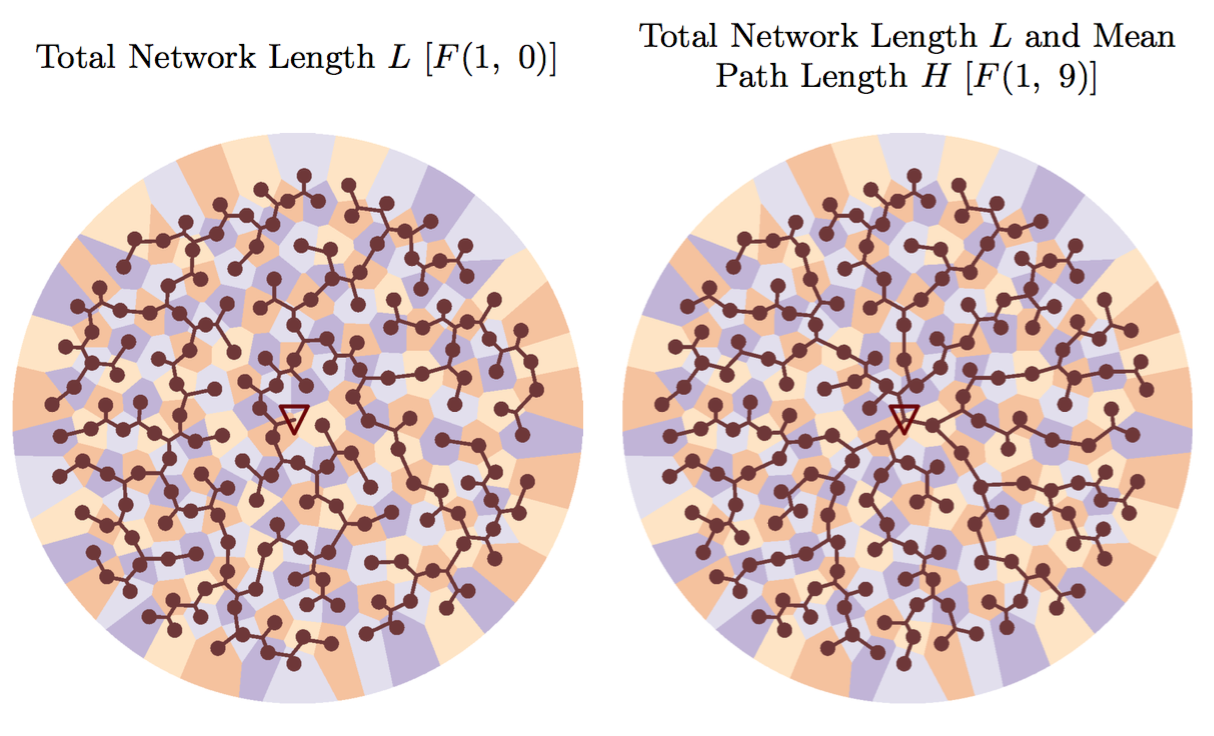 Total Network Length L [F(1, 0)]
Total Network Length L and Mean
Path Length H [F(1, 9)]